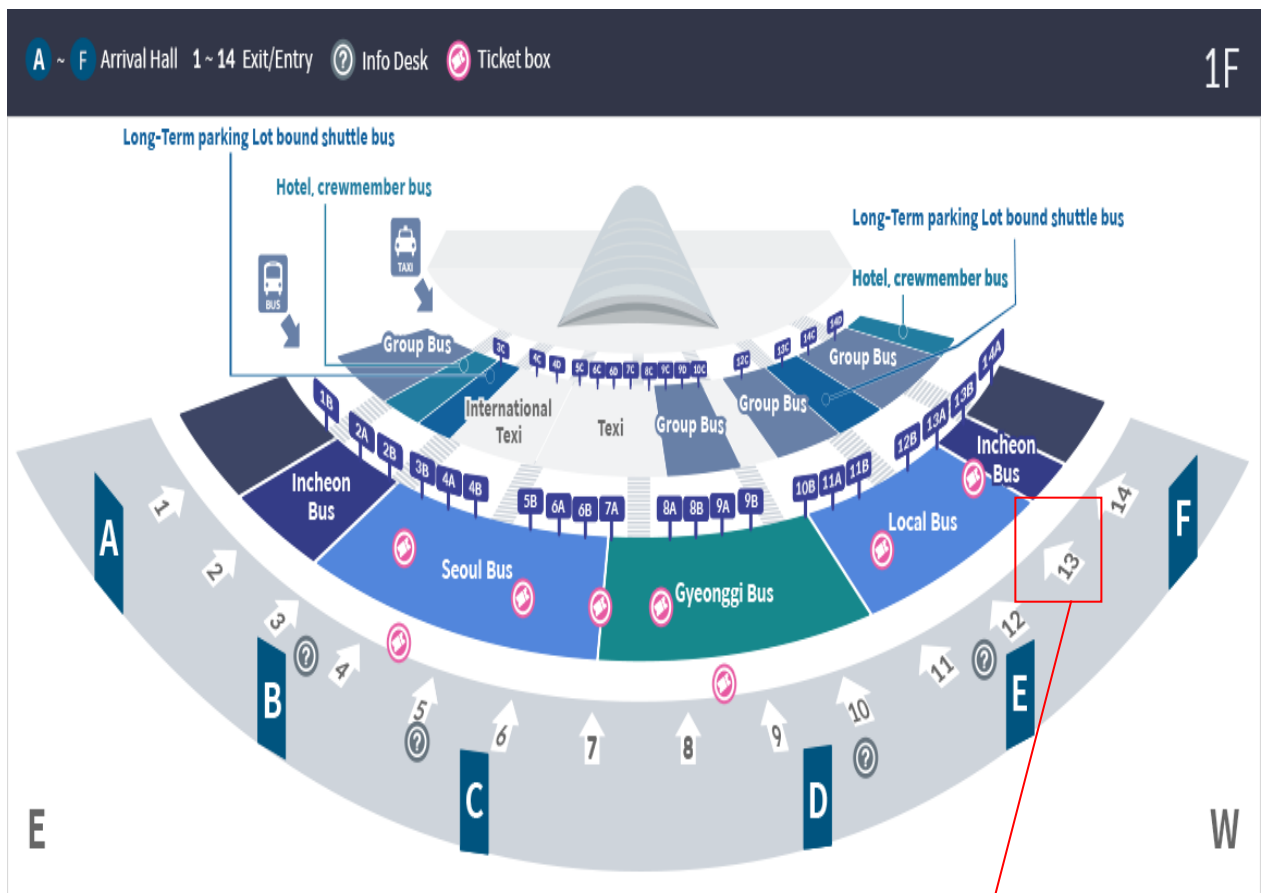 A ~ F Arrival Hall 1 ~ 14 Exit/Entry ? Info Desk Ticket box
1F
Long-Term parking Lot bound shuttle bus
Hotel, crewmember bus
Long-Term parking Lot bound shuttle bus
Hotel, crewmember bus
TAXI
BUS
Group Bus
International
Texi
Texi
Group Bus
Group Bus
Group Bus
3C 4C 4D 5C 6C 6D 7C 8C 9C 9D 10C 12C 13C 14C 14D
1B 2A 2B 3B 4A 4B 5B 6A 6B 7A 8A 8B 9A 9B 10B 11A 11B 12B 13A 13B 14A
Incheon
Bus
Seoul Bus
Gyeonggi Bus
Local Bus
Incheon
Bus
1 2 3 4 5 6 7 8 9 10 11 12 13 14
? ? ? ?
A B C D E F
E
W